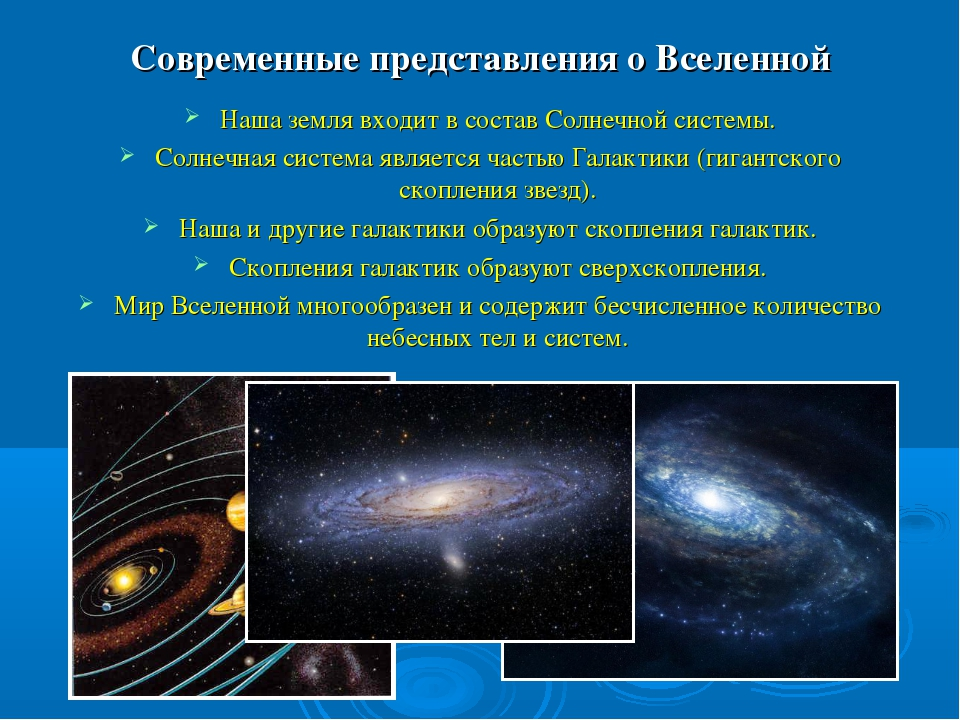 Современные представления о Вселенной
Наша земля входит в состав Солнечной системы.
Солнечная система является частью Галактики (гигантского
скопления звезд).
Наша и другие галактики образуют скопления галактик.
Скопления галактик образуют сверхскопления.
Мир Вселенной многообразен и содержит бесчисленное количество
небесных тел и систем.